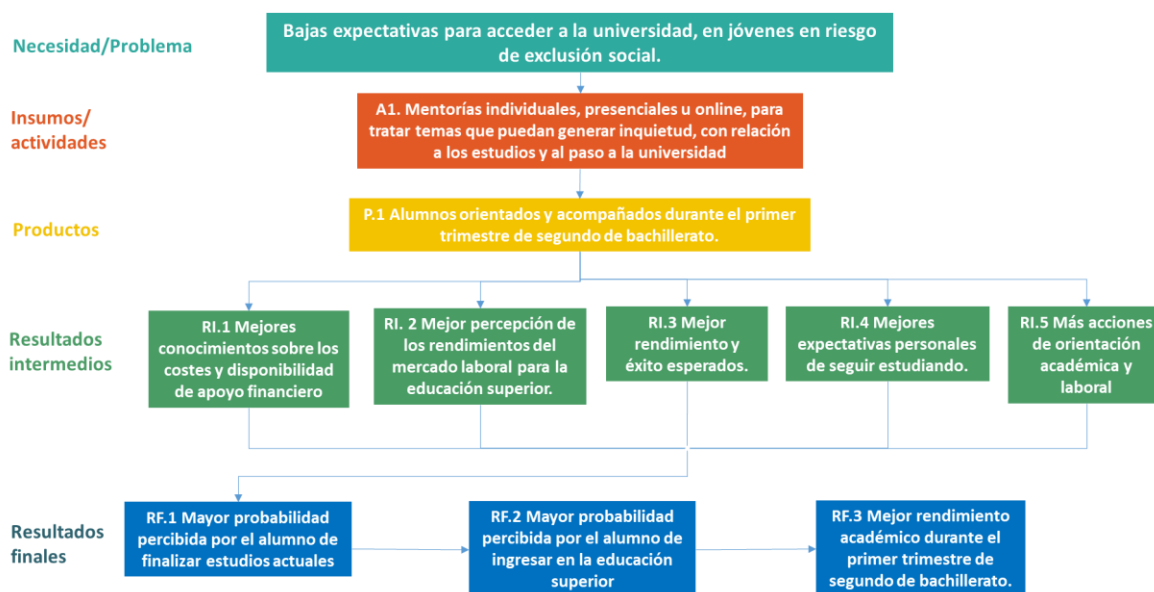 Necesidad/Problema
Bajas expectativas para acceder a la universidad, en jóvenes en riesgo
de exclusión social.
Insumos/
actividades
A1. Mentorías individuales, presenciales u online, para
tratar temas que puedan generar inquietud, con relación
a los estudios y al paso a la universidad
Productos
P.1 Alumnos orientados y acompañados durante el primer
trimestre de segundo de bachillerato.
Resultados
intermedios
RI.1 Mejores
conocimientos sobre los
costes y disponibilidad
de apoyo financiero
RI. 2 Mejor percepción de
los rendimientos del
mercado laboral para la
educación superior.
RI.3 Mejor
rendimiento y
éxito esperados.
RI.4 Mejores
expectativas personales
de seguir estudiando.
RI.5 Más acciones
de orientación
académica y
laboral
Resultados
finales
RF.1 Mayor probabilidad
percibida por el alumno de
finalizar estudios actuales
RF.2 Mayor probabilidad
percibida por el alumno de
ingresar en la educación
superior
RF.3 Mejor rendimiento
académico durante el
primer trimestre de
segundo de bachillerato.